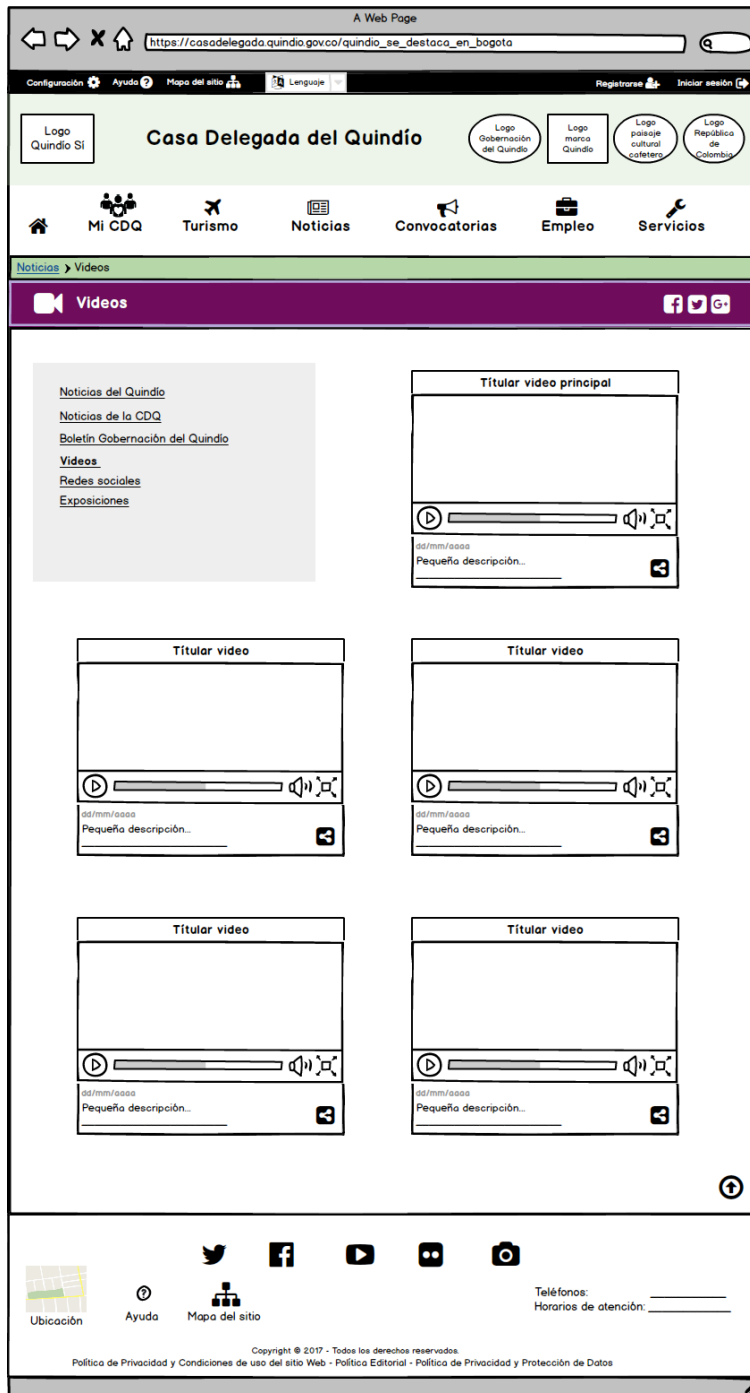 A Web Page
https://casadelegada.quindio.gov.co/quindio_se_destaca_en_bogota
Configuración Ayuda Mapa del sitio Lenguaje Registrarse Iniciar sesión
Logo
Quindío Sí
Casa Delegada del Quindío
Logo
Gobernación
del Quindío
Logo
marca
Quindío
Logo
paisaje
cultural
cafetero
Logo
República
de
Colombia
Mi CDQ Turismo Noticias Convocatorias Empleo Servicios
Noticias Videos
Videos
Noticias del Quindío
Noticias de la CDQ
Boletín Gobernación del Quindío
Videos
Redes sociales
Exposiciones
Títular video principal
dd/mm/aaaa
Pequeña descripción...
Títular video
dd/mm/aaaa
Pequeña descripción...
Títular video
dd/mm/aaaa
Pequeña descripción...
Títular video
dd/mm/aaaa
Pequeña descripción...
Títular video
dd/mm/aaaa
Pequeña descripción...
Ubicación
Ayuda
Mapa del sitio
Teléfonos:
Horarios de atención:
Copyright © 2017 - Todos los derechos reservados.
Política de Privacidad y Condiciones de uso del sitio Web - Política Editorial - Política de Privacidad y Protección de Datos